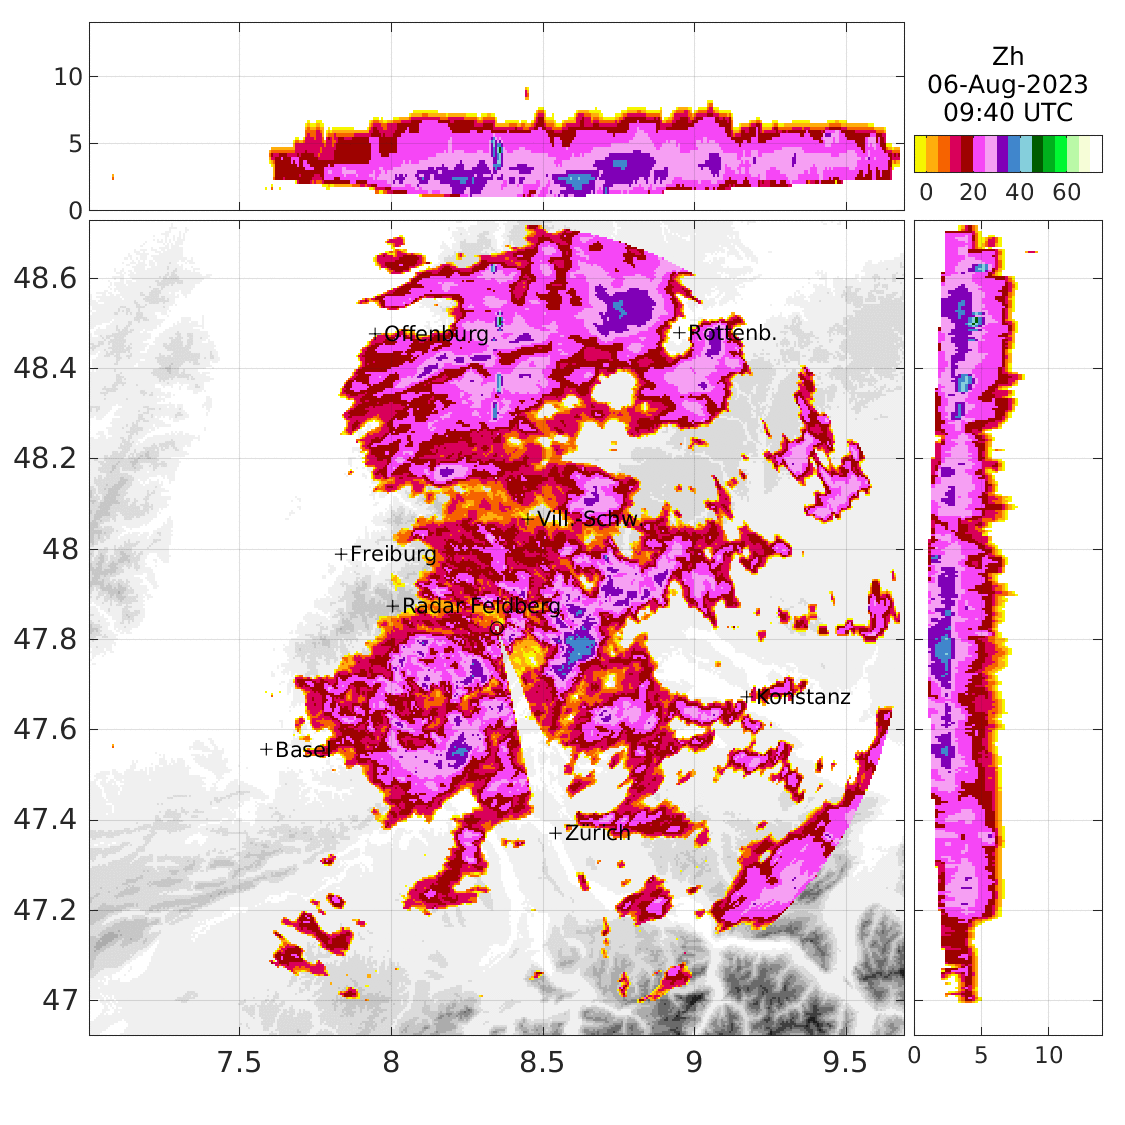 10
5
0
Zh
06-Aug-2023
09:40 UTC
0 20 40 60
48.6
48.4
48.2
48
47.8
47.6
47.4
47.2
47
Offenburg
Rottenb.
Vill.-Schw
Freiburg
Radar Feldberg
Konstanz
Basel
Zürich
7.5 8 8.5 9 9.5
0 5 10